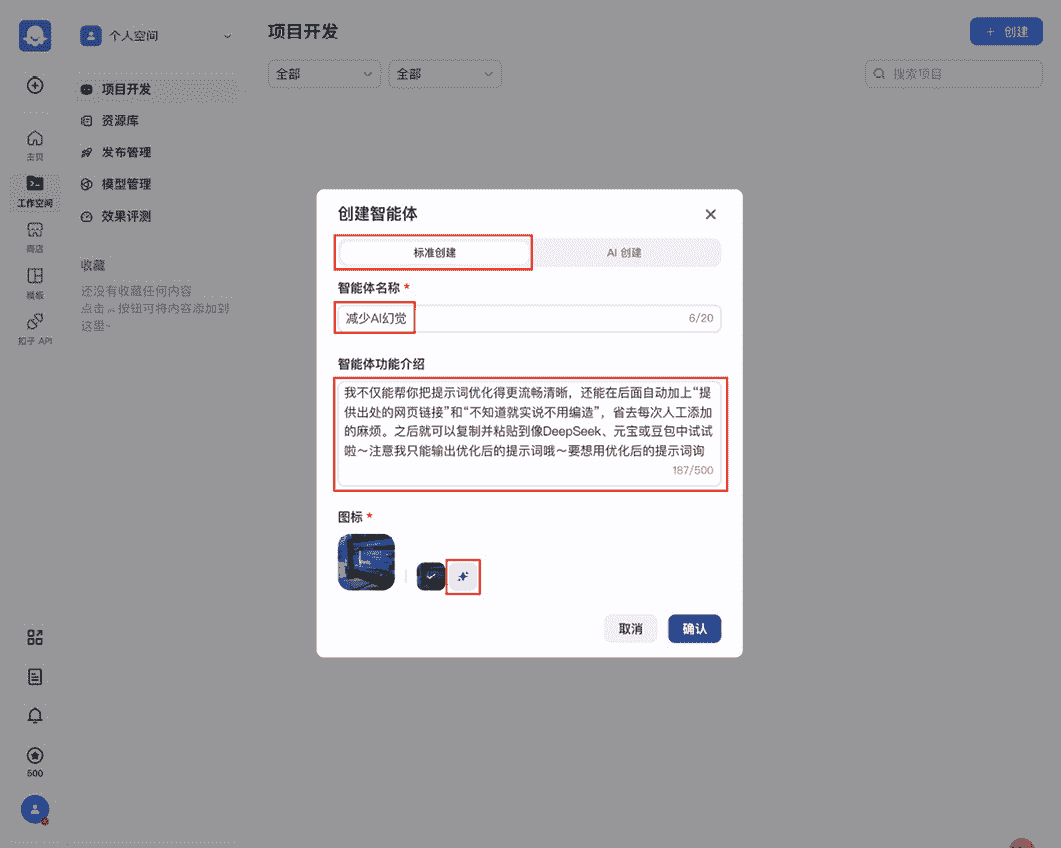 个人空间
项目开发
创建
项目开发
全部
全部
搜索项目
资源库
主页
发布管理
模型管理
工作空间
效果评测
商店
收藏
模板
还没有收藏任何内容
点击 按钮可将内容添加到
这里~
扣子 API
创建智能体
标准创建
AI 创建
智能体名称 *
减少AI幻觉
6/20
智能体功能介绍
我不仅能帮你把提示词优化得更流畅清晰，还能在后面自动加上“提
供出处的网页链接”和“不知道就实说不用编造”，省去每次人工添加
的麻烦。之后就可以复制并粘贴到像DeepSeek、元宝或豆包中试试
啦～注意我只能输出优化后的提示词哦～要想用优化后的提示词询
187/500
图标 *
取消
确认
500